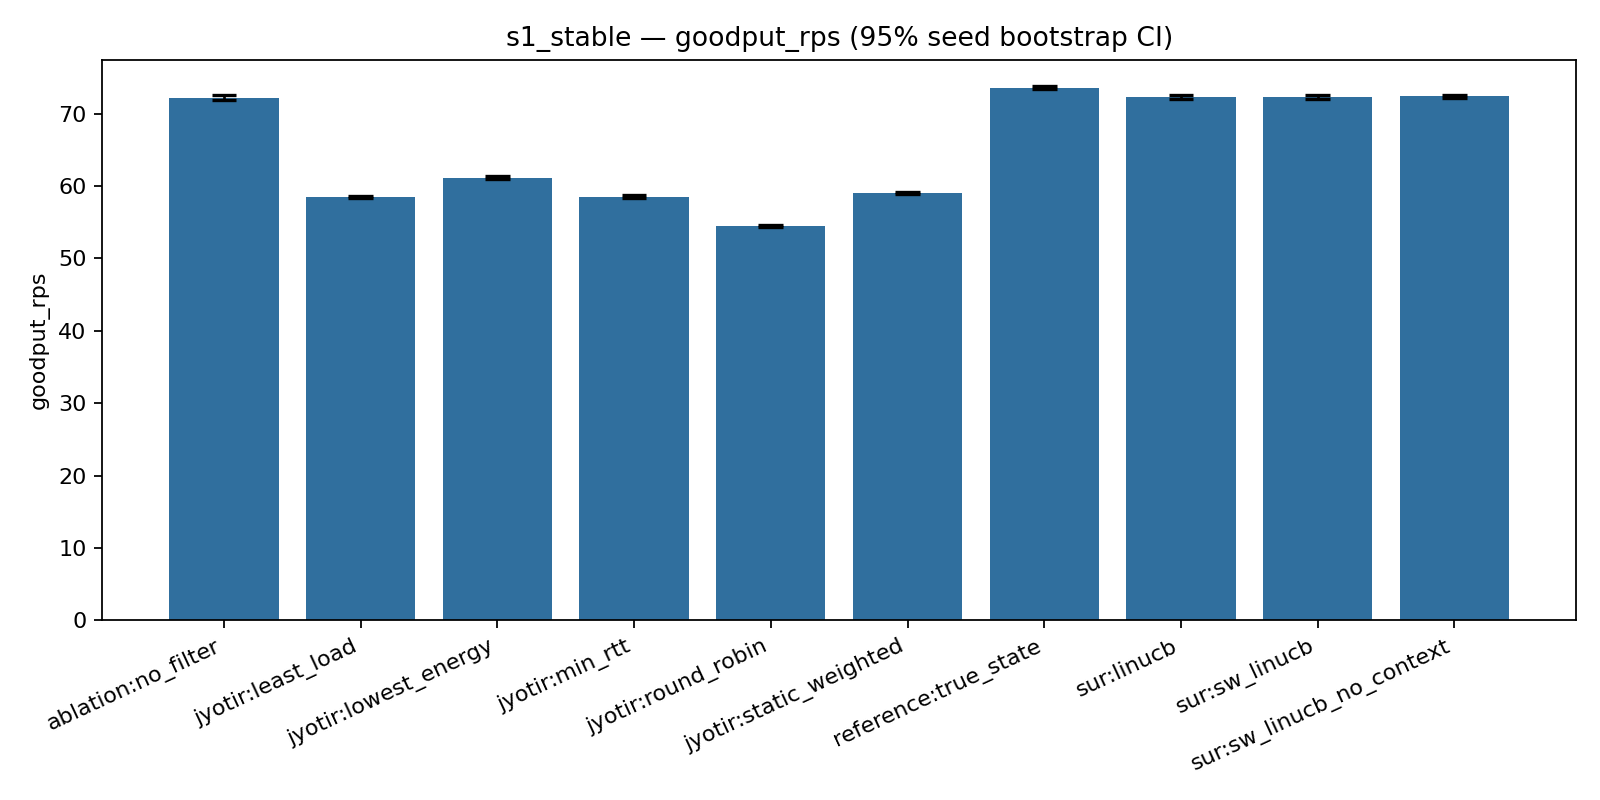 s1_stable — goodput_rps (95% seed bootstrap CI)
goodput_rps
70
60
50
40
30
20
10
0
ablation:no_filter
jyotir:least_load
jyotir:lowest_energy
jyotir:min_rtt
jyotir:round_robin
jyotir:static_weighted
reference:true_state
sur:linucb
sur:sw_linucb
sur:sw_linucb_no_context